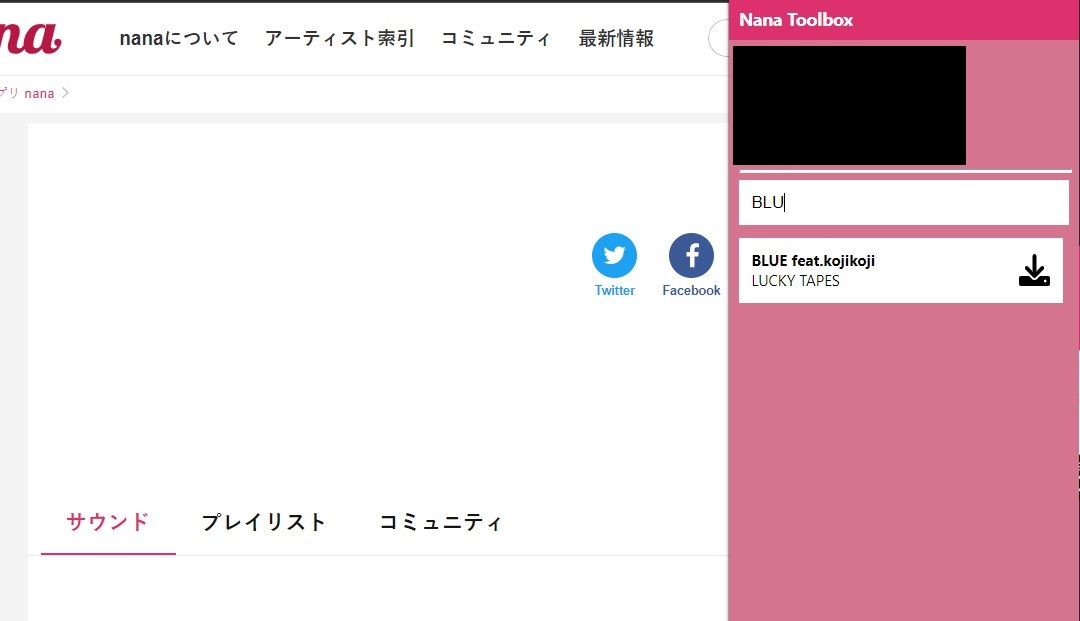 na
nanaについて アーティスト索引 コミュニティ 最新情報
プリ nana
Twitter
Facebook
サウンド プレイリスト コミュニティ
Nana Toolbox
BLU
BLUE feat.kojikoji
LUCKY TAPES